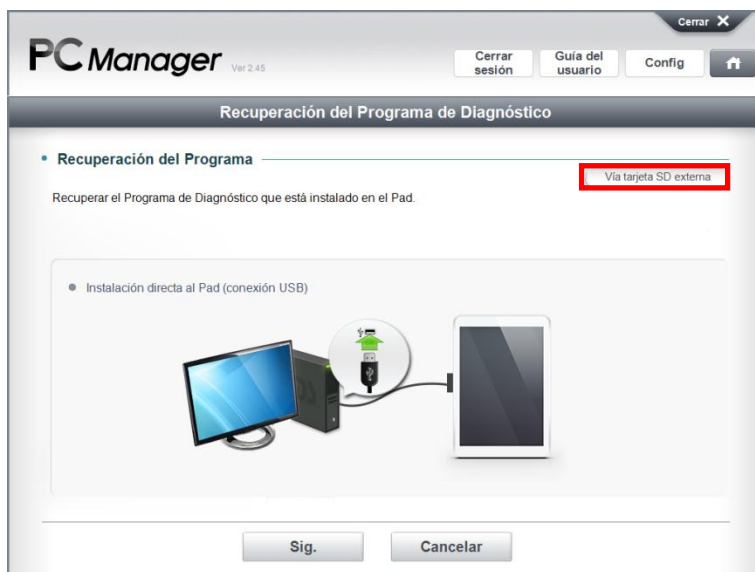 Cerrar X
PC Manager Ver 2.45
Cerrar sesión
Guía del usuario
Config
Recuperación del Programa de Diagnóstico
• Recuperación del Programa
Vía tarjeta SD externa
Recuperar el Programa de Diagnóstico que está instalado en el Pad.
Instalación directa al Pad (conexión USB)
Sig.
Cancelar